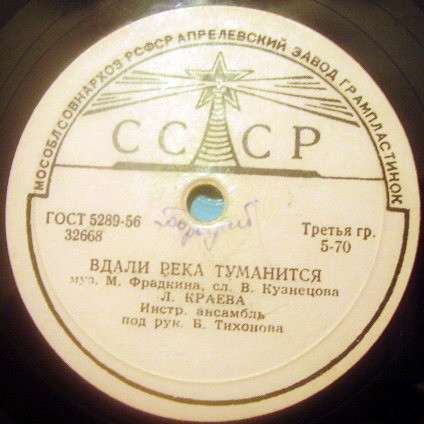 МОСОБЛСОВНАРХОЗ РСФСР АПРЕЛЕВСКИЙ ЗАВОД ГРАМПЛАСТИНОК
СССР
ГОСТ 5289-56
32668
Третья гр.
5-70
ВДАЛИ РЕКА ТУМАНИТСЯ
муз. М. Фрадкина, сл. В. Кузнецова
Л. КРАЕВА
Инстр. ансамбль
под рук. Б. Тихонова